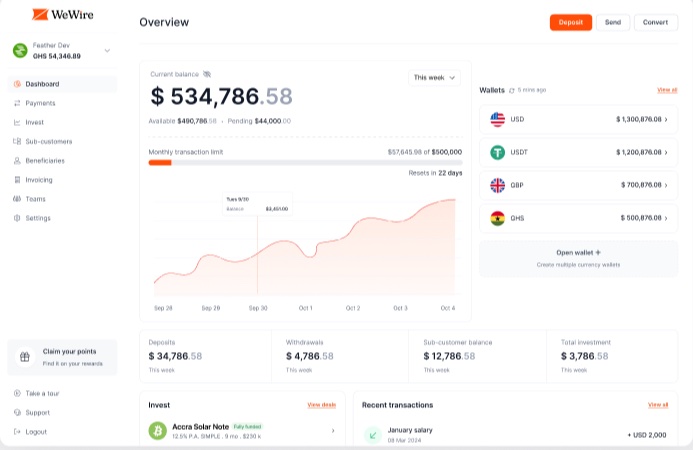 WeWire
Overview
Deposit
Send
Convert
Feather Dev
GHS 54,346.89
Dashboard
Payments
Invest
Sub-customers
Beneficiaries
Invoicing
Teams
Settings
Claim your points
Find it on your rewards
Take a tour
Support
Logout
Current balance
This week
$ 534,786.58
Available $490,786.58 • Pending $44,000.00
Monthly transaction limit
$57,645.98 of $500,000
Resets in 22 days
Tues 9/30
Balance $3,451.00
Sep 28 Sep 29 Sep 30 Oct 1 Oct 2 Oct 3 Oct 4
Wallets 5 mins ago View all
USD $ 1,300,876.08
USDT $ 1,200,876.08
GBP $ 700,876.08
GHS $ 500,876.08
Open wallet +
Create multiple currency wallets
Deposits
$ 34,786.58
This week
Withdrawals
$ 4,786.58
This week
Sub-customer balance
$ 12,786.58
This week
Total investment
$ 3,786.58
This week
Invest View deals
Accra Solar Note Fully funded
12.5% P.A. SIMPLE . 9 mo . $230 k
Recent transactions View all
January salary
08 Mar 2024
+ USD 2,000